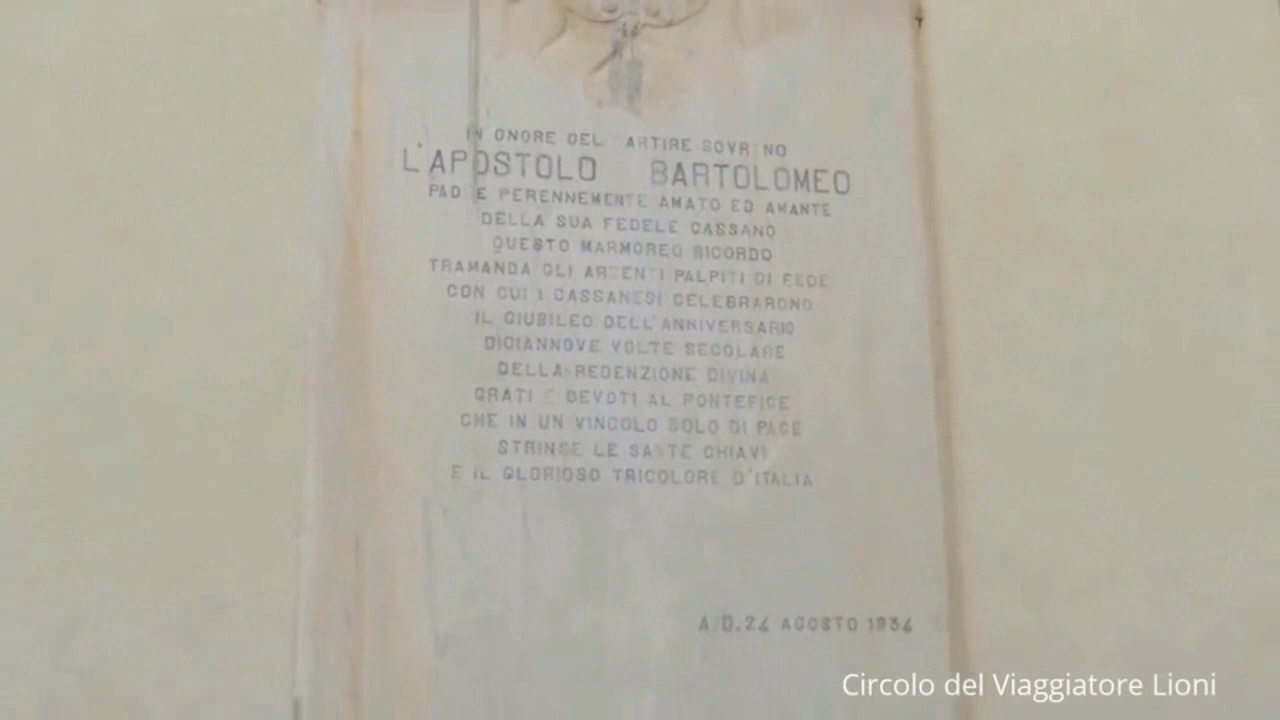 IN ONORE DEL MARTIRE SOVRANO
L'APOSTOLO BARTOLOMEO
PADRE PERENNEMENTE AMATO ED AMANTE
DELLA SUA FEDELE CASSANO
QUESTO MARMOREO RICORDO
TRAMANDA GLI ARDENTI PALPITI DI FEDE
CON CUI I CASSANESI CELEBRARONO
IL GIUBILEO DELL'ANNIVERSARIO
DICIANNOVE VOLTE SECOLARE
DELLA REDENZIONE DIVINA
GRATI E DEVOTI AL PONTEFICE
CHE IN UN VINCOLO SOLO DI PACE
STRINSE LE SANTE CHIAVI
E IL GLORIOSO TRICOLORE D'ITALIA
A.D. 24 AGOSTO 1934
Circolo del Viaggiatore Lioni